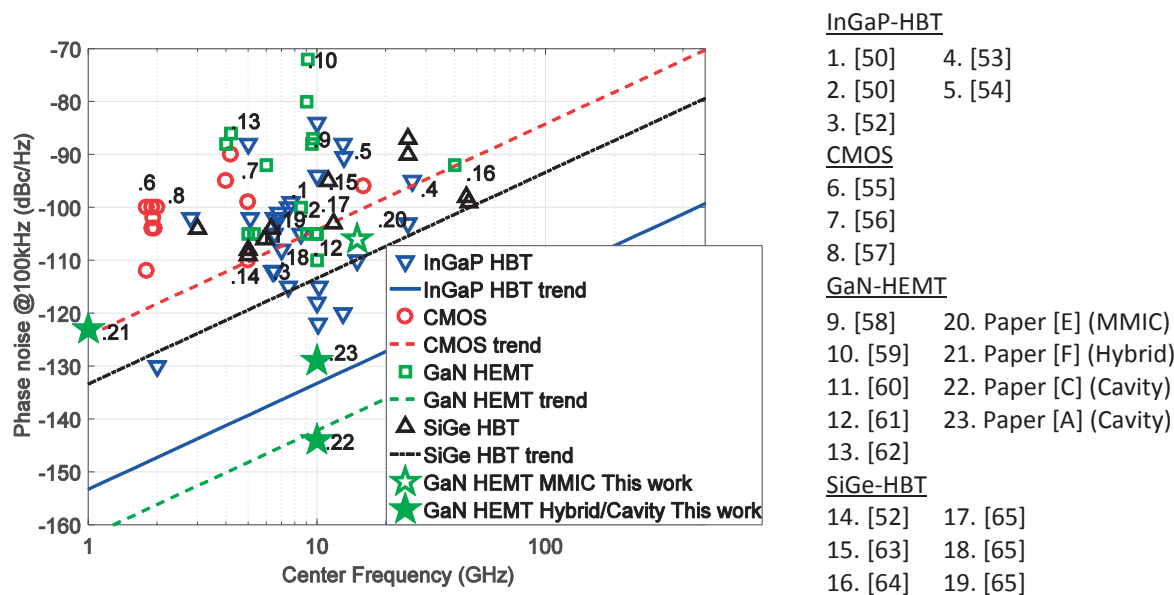 -70
-80
-90
-100
-110
-120
-130
-140
-150
-160
Phase noise @100kHz (dBc/Hz)
1
10
100
Center Frequency (GHz)
.10
.13
.9
.5
.7
.15
.16
.6
.8
.1
.4
.2
.17
.20
.19
.18
.12
.14
.3
.21
.23
.22
InGaP HBT
InGaP HBT trend
CMOS
CMOS trend
GaN HEMT
GaN HEMT trend
SiGe HBT
SiGe HBT trend
GaN HEMT MMIC This work
GaN HEMT Hybrid/Cavity This work
InGaP-HBT
1. [50] 4. [53]
2. [50] 5. [54]
3. [52]
CMOS
6. [55]
7. [56]
8. [57]
GaN-HEMT
9. [58] 20. Paper [E] (MMIC)
10. [59] 21. Paper [F] (Hybrid)
11. [60] 22. Paper [C] (Cavity)
12. [61] 23. Paper [A] (Cavity)
13. [62]
SiGe-HBT
14. [52] 17. [65]
15. [63] 18. [65]
16. [64] 19. [65]